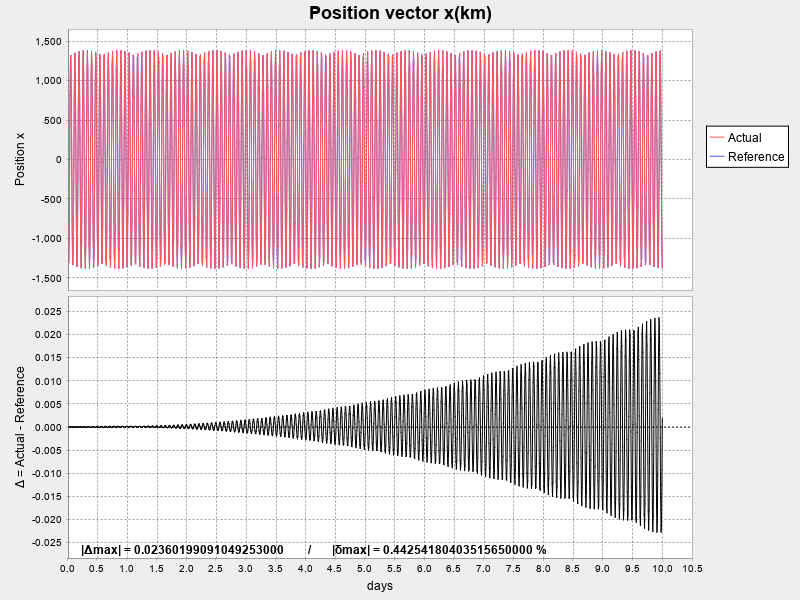 Position vector x(km)
1,500
1,000
500
0
-500
-1,000
-1,500
Position x
Actual
Reference
0.025
0.020
0.015
0.010
0.005
0.000
-0.005
-0.010
-0.015
-0.020
-0.025
Δ = Actual - Reference
|Δmax| = 0.02360199091049253000 / |δmax| = 0.44254180403515650000 %
0.0 0.5 1.0 1.5 2.0 2.5 3.0 3.5 4.0 4.5 5.0 5.5 6.0 6.5 7.0 7.5 8.0 8.5 9.0 9.5 10.0 10.5
days